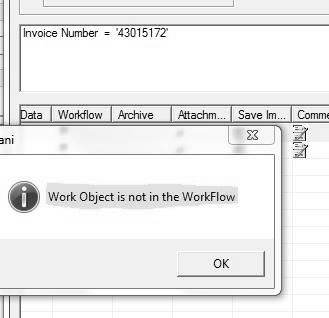 Invoice Number = '43015172'
Data Workflow Archive Attachm... Save Im... Comme
ani
Work Object is not in the WorkFlow
OK